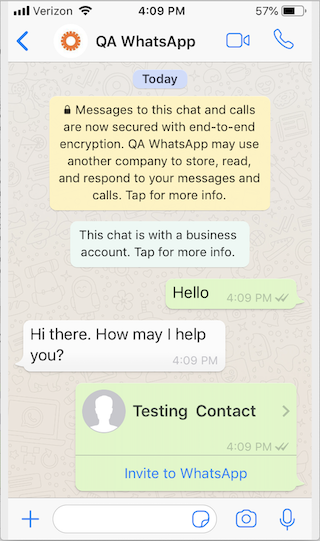 Verizon 4:09 PM 57%
QA WhatsApp
Today
Messages to this chat and calls
are now secured with end-to-end
encryption. QA WhatsApp may use
another company to store, read,
and respond to your messages and
calls. Tap for more info.
This chat is with a business
account. Tap for more info.
Hello
4:09 PM
Hi there. How may I help
you?
4:09 PM
Testing Contact
4:09 PM
Invite to WhatsApp